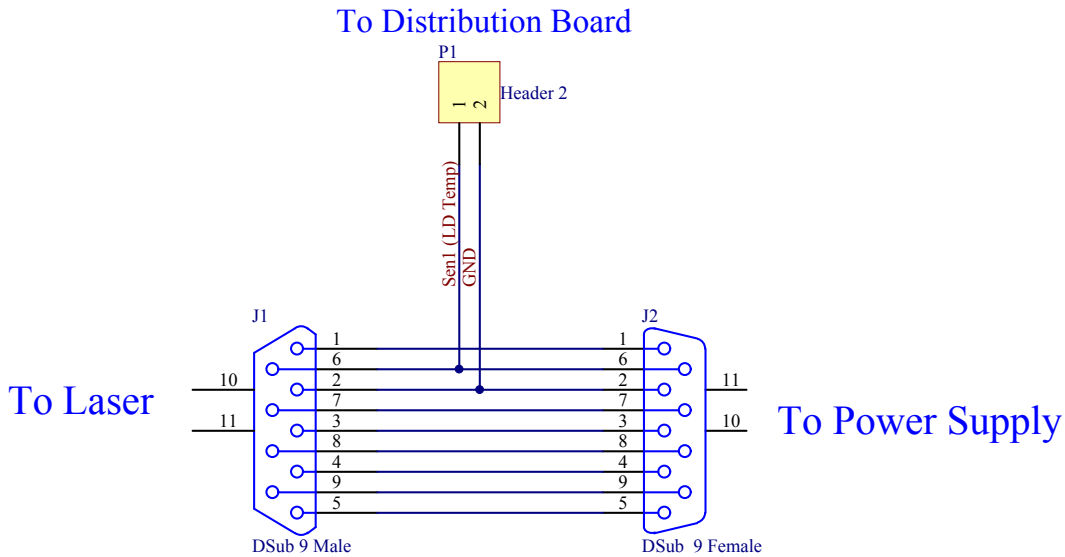 To Distribution Board
P1
Header 2
1
2
Sen1 (LD Temp)
GND
J1
J2
1
1
6
6
10
2
2
11
To Laser
7
7
11
3
3
10
To Power Supply
8
8
4
4
9
9
5
5
DSub 9 Male
DSub 9 Female